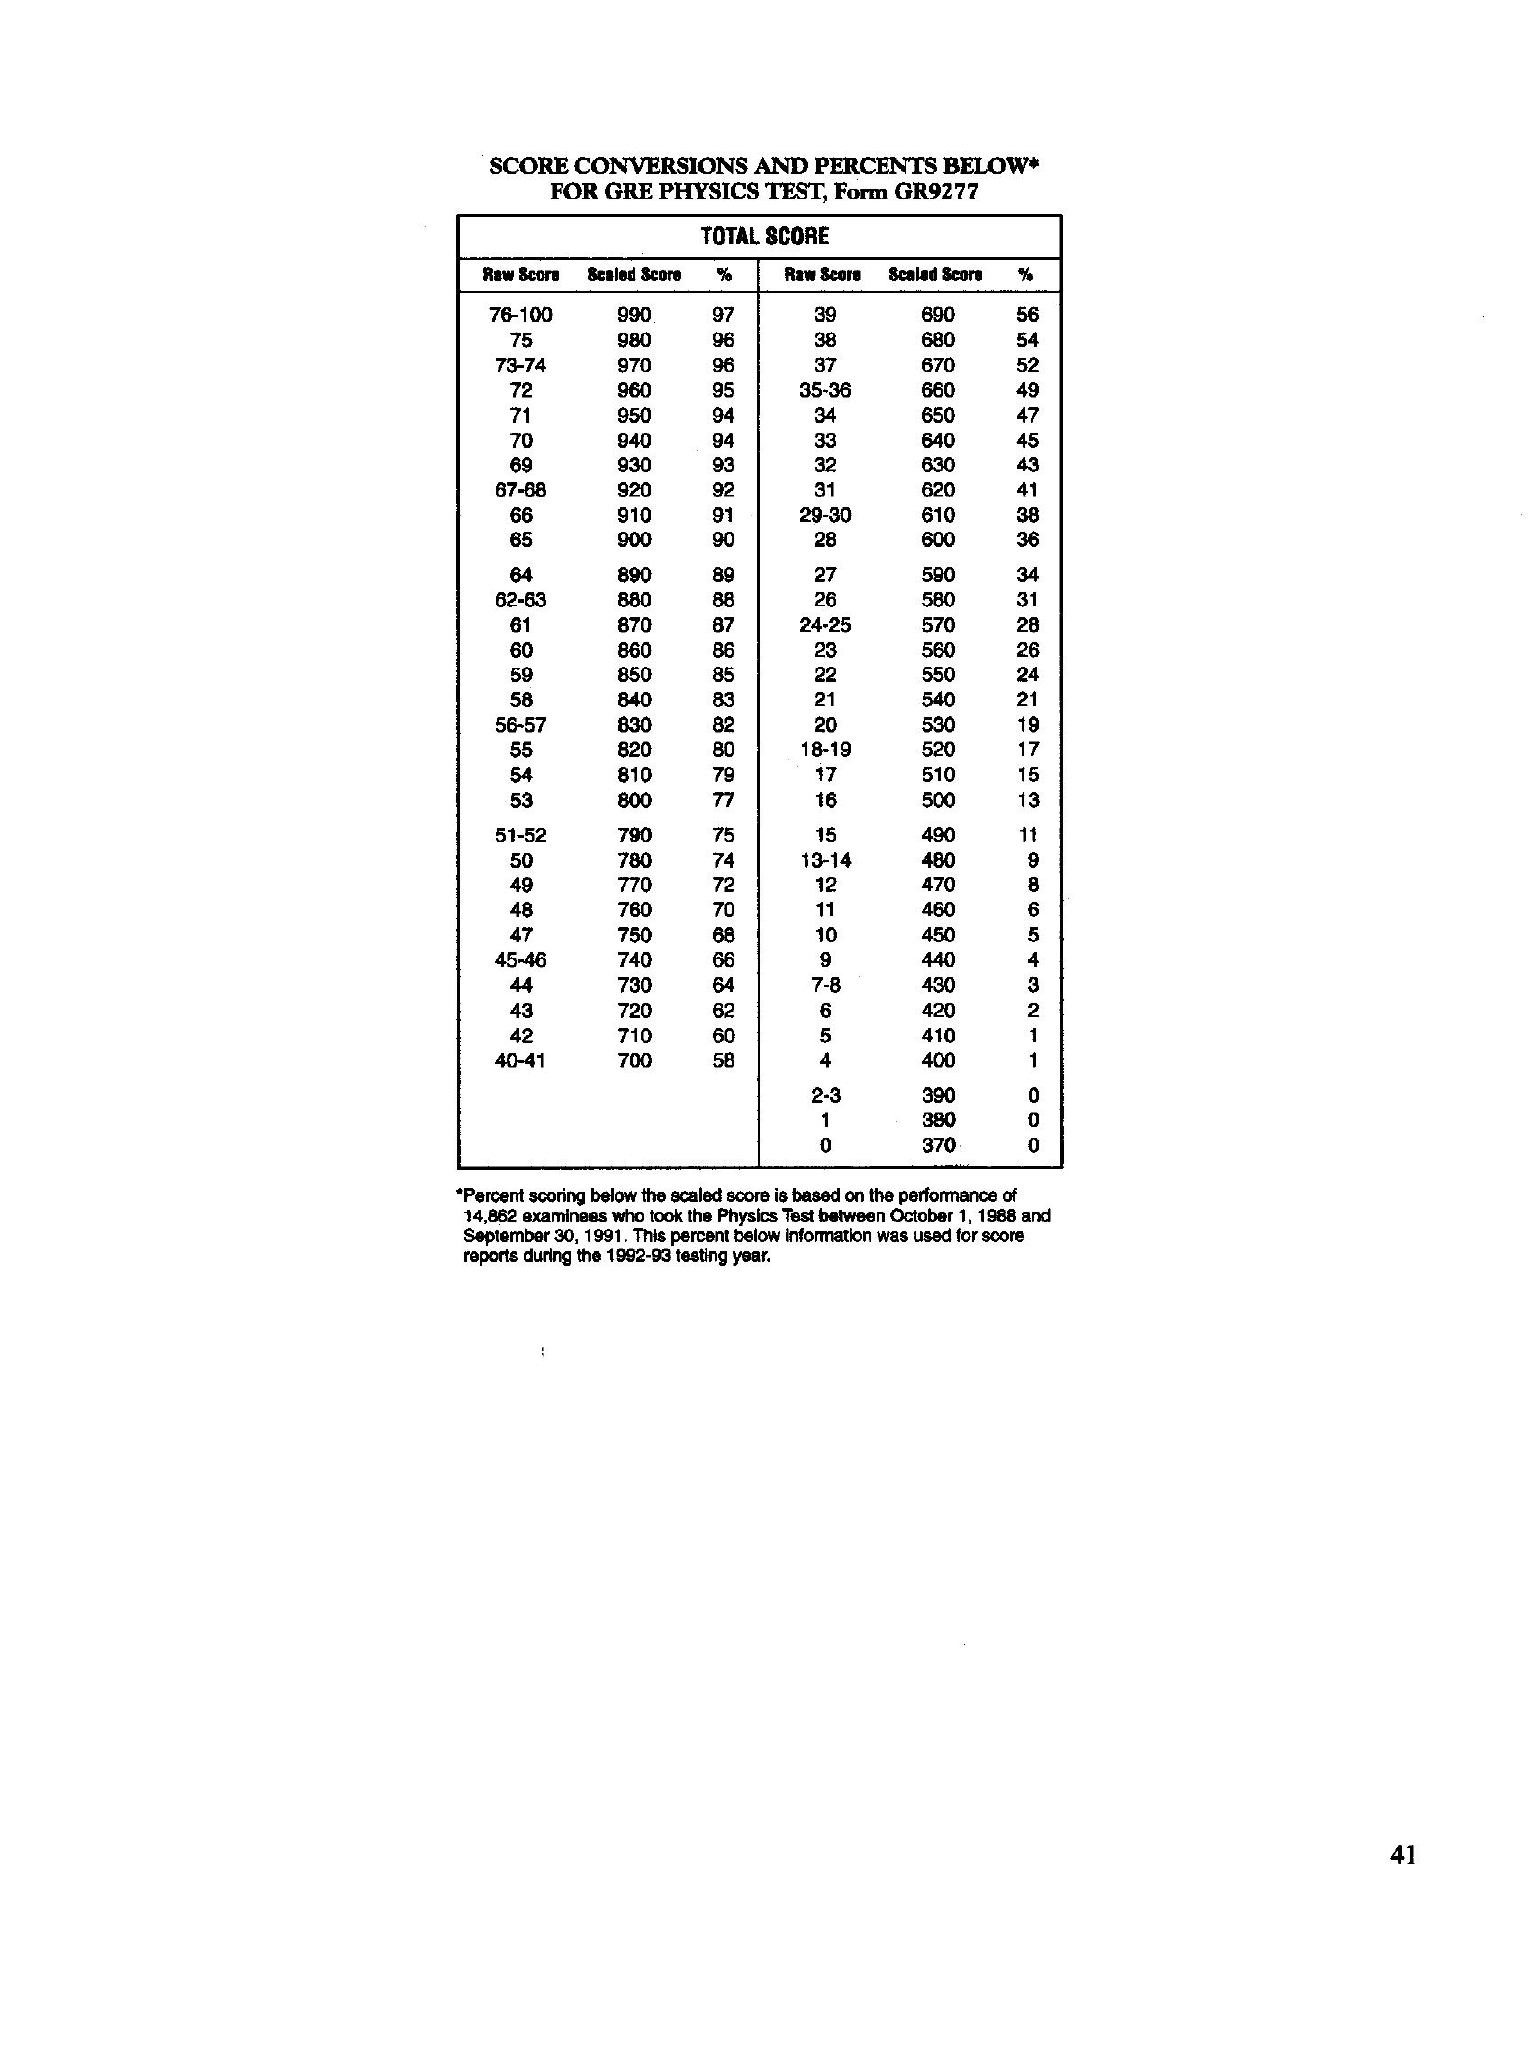 SCORE CONVERSIONS AND PERCENTS BELOW*
FOR GRE PHYSICS TEST, Form GR9277
TOTAL SCORE
Raw Score Scaled Score % Raw Score Scaled Score %
76-100 990 97 39 690 56
75 980 96 38 680 54
73-74 970 96 37 670 52
72 960 95 35-36 660 49
71 950 94 34 650 47
70 940 94 33 640 45
69 930 93 32 630 43
67-68 920 92 31 620 41
66 910 91 29-30 610 38
65 900 90 28 600 36
64 890 89 27 590 34
62-63 880 88 26 580 31
61 870 87 24-25 570 28
60 860 86 23 560 26
59 850 85 22 550 24
58 840 83 21 540 21
56-57 830 82 20 530 19
55 820 80 18-19 520 17
54 810 79 17 510 15
53 800 77 16 500 13
51-52 790 75 15 490 11
50 780 74 13-14 480 9
49 770 72 12 470 8
48 760 70 11 460 6
47 750 68 10 450 5
45-46 740 66 9 440 4
44 730 64 7-8 430 3
43 720 62 6 420 2
42 710 60 5 410 1
40-41 700 58 4 400 1
2-3 390 0
1 380 0
0 370 0
*Percent scoring below the scaled score is based on the performance of
14,862 examinees who took the Physics Test between October 1, 1988 and
September 30, 1991. This percent below information was used for score
reports during the 1992-93 testing year.
41